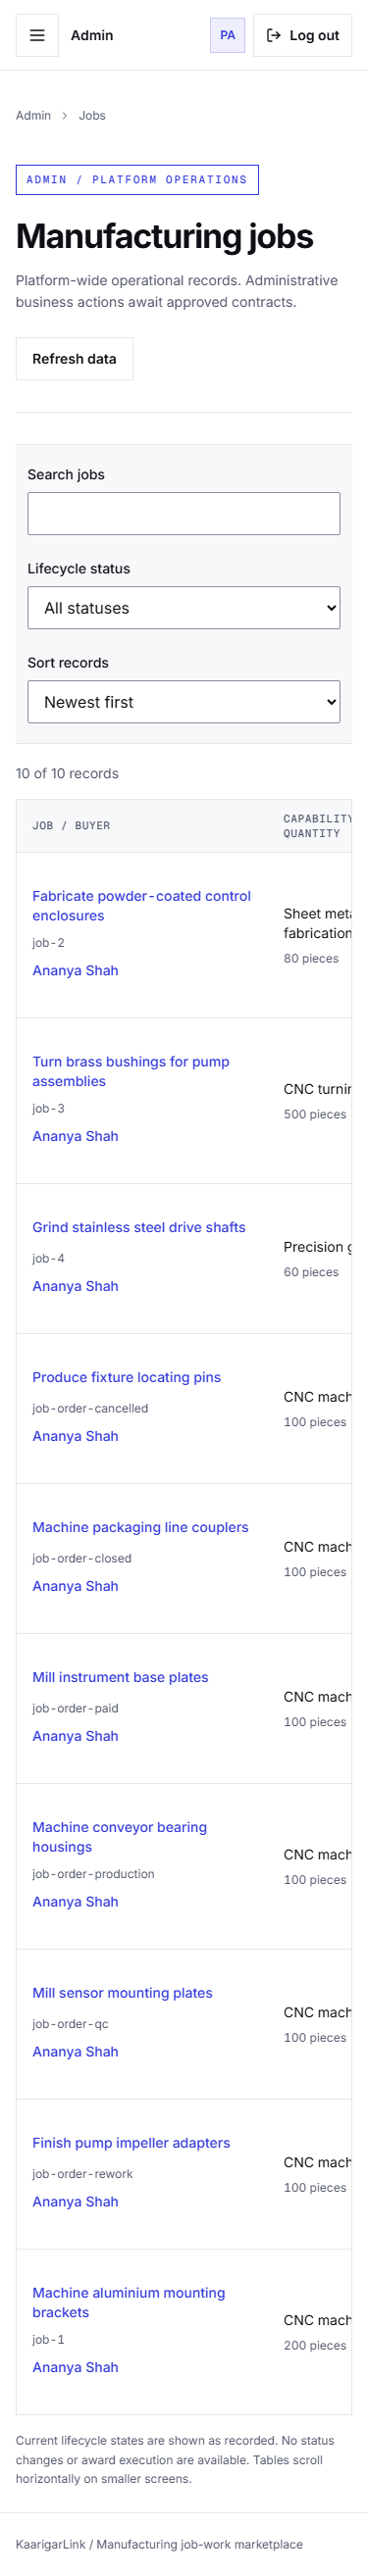 Admin
PA
Log out
Admin > Jobs
ADMIN / PLATFORM OPERATIONS
Manufacturing jobs
Platform-wide operational records. Administrative
business actions await approved contracts.
Refresh data
Search jobs
Lifecycle status
All statuses
Sort records
Newest first
10 of 10 records
JOB / BUYER
CAPABILITY
QUANTITY
Fabricate powder-coated control
enclosures
job-2
Ananya Shah
Sheet meta
fabrication
80 pieces
Turn brass bushings for pump
assemblies
job-3
Ananya Shah
CNC turnin
500 pieces
Grind stainless steel drive shafts
job-4
Ananya Shah
Precision g
60 pieces
Produce fixture locating pins
job-order-cancelled
Ananya Shah
CNC mach
100 pieces
Machine packaging line couplers
job-order-closed
Ananya Shah
CNC mach
100 pieces
Mill instrument base plates
job-order-paid
Ananya Shah
CNC mach
100 pieces
Machine conveyor bearing
housings
job-order-production
Ananya Shah
CNC mach
100 pieces
Mill sensor mounting plates
job-order-qc
Ananya Shah
CNC mach
100 pieces
Finish pump impeller adapters
job-order-rework
Ananya Shah
CNC mach
100 pieces
Machine aluminium mounting
brackets
job-1
Ananya Shah
CNC mach
200 pieces
Current lifecycle states are shown as recorded. No status
changes or award execution are available. Tables scroll
horizontally on smaller screens.
KaarigarLink / Manufacturing job-work marketplace